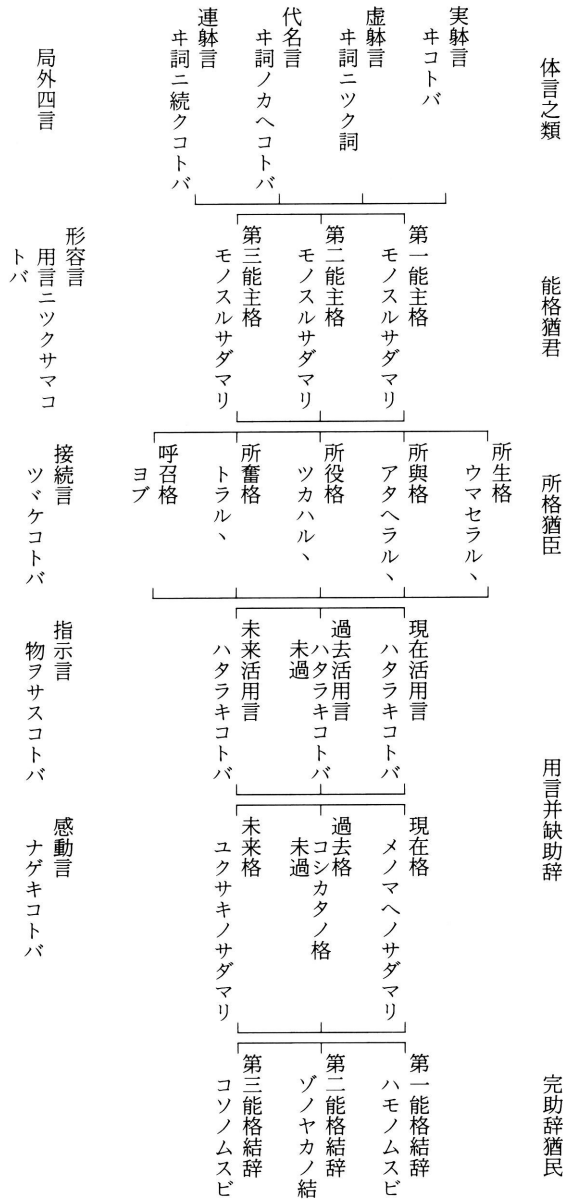 体言之類
実躰言
ヰコトバ
虚躰言
ヰ詞ニツク詞
代名言
ヰ詞ノカヘコトバ
連躰言
ヰ詞ニ続クコトバ
能格猶君
第一能主格
モノスルサダマリ
第二能主格
モノスルサダマリ
第三能主格
モノスルサダマリ
所格猶臣
所生格
ウマセラルヽ
所與格
アタヘラルヽ
所役格
ツカハルヽ
所奮格
トラルヽ
呼召格
ヨブ
用言并缺助辞
現在活用言
ハタラキコトバ
過去活用言
ハタラキコトバ
未過
未来活用言
ハタラキコトバ
現在格
メノマヘノサダマリ
過去格
コシカタノ格
未過
未来格
ユクサキノサダマリ
完助辞猶民
第一能格結辞
ハモノムスビ
第二能格結辞
ゾノヤカノ結
第三能格結辞
コソノムスビ
局外四言
形容言
用言ニツクサマコ
トバ
接続言
ツヾケコトバ
指示言
物ヲサスコトバ
感動言
ナゲキコトバ